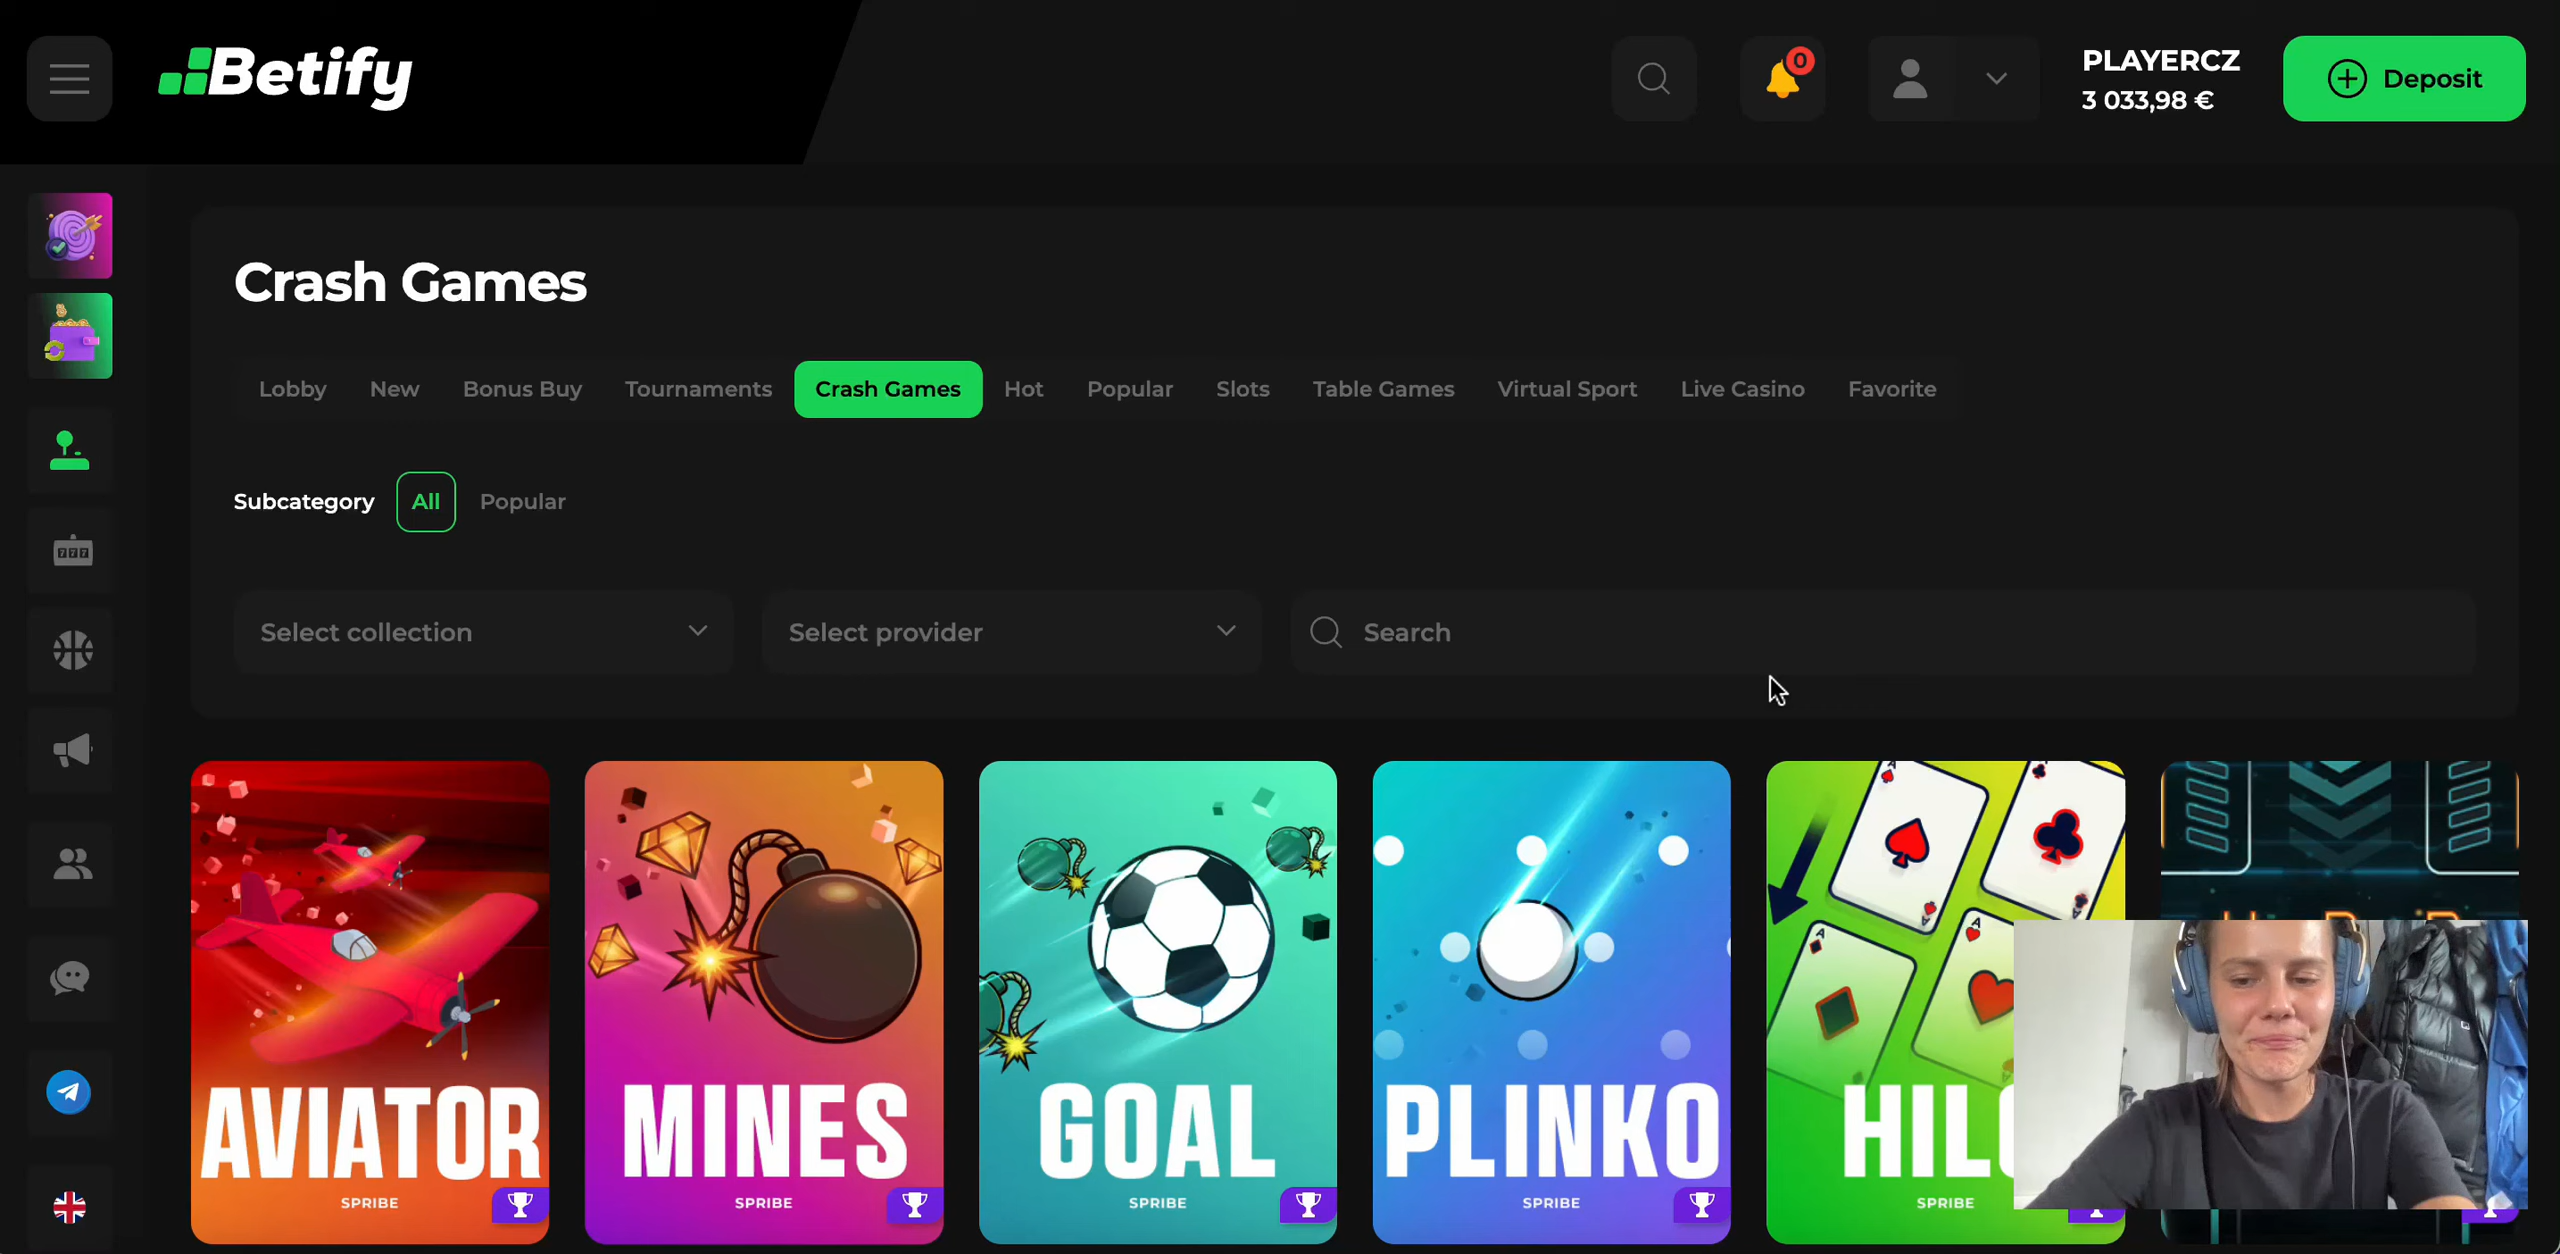 Betify
0
PLAYERCZ
3 033,98 €
Deposit
Crash Games
Lobby
New
Bonus Buy
Tournaments
Crash Games
Hot
Popular
Slots
Table Games
Virtual Sport
Live Casino
Favorite
Subcategory
All
Popular
777
Select collection
Select provider
Search
AVIATOR
SPRIBE
MINES
SPRIBE
GOAL
SPRIBE
PLINKO
SPRIBE
A
A
A
A
A
A
HIL
SPRIBE